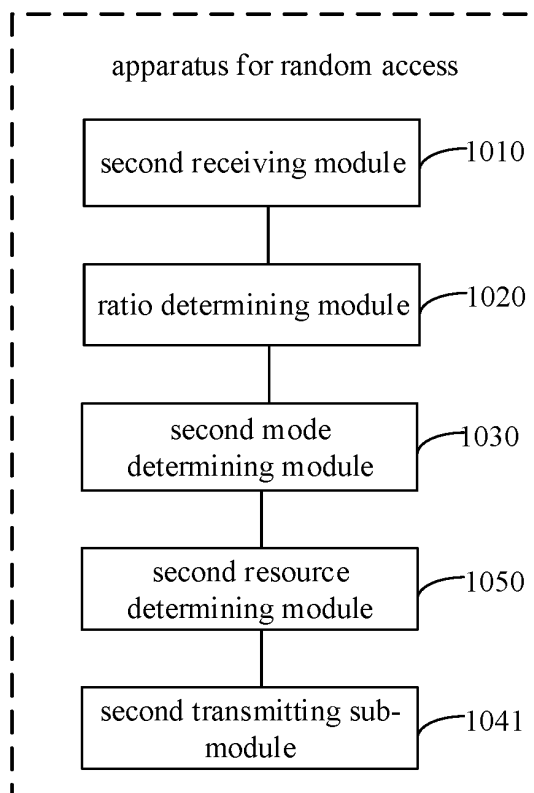 apparatus for random access
second receiving module
1010
ratio determining module
1020
second mode
determining module
1030
second resource
determining module
1050
second transmitting sub-
module
1041